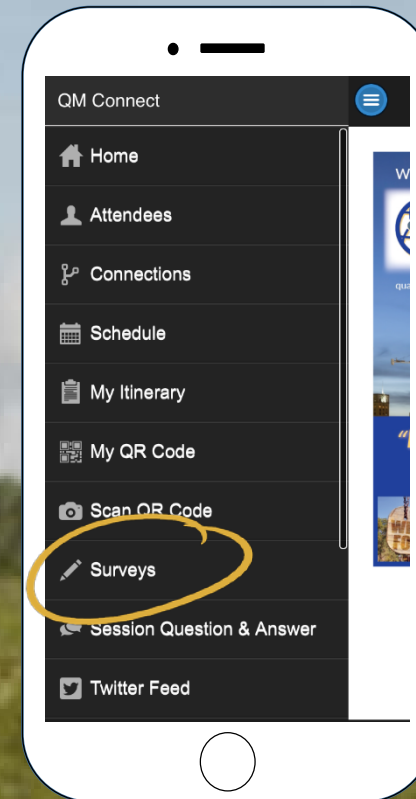 QM Connect
Home
Attendees
Connections
Schedule
My Itinerary
My QR Code
Scan QR Code
Surveys
Session Question & Answer
Twitter Feed
W
qua